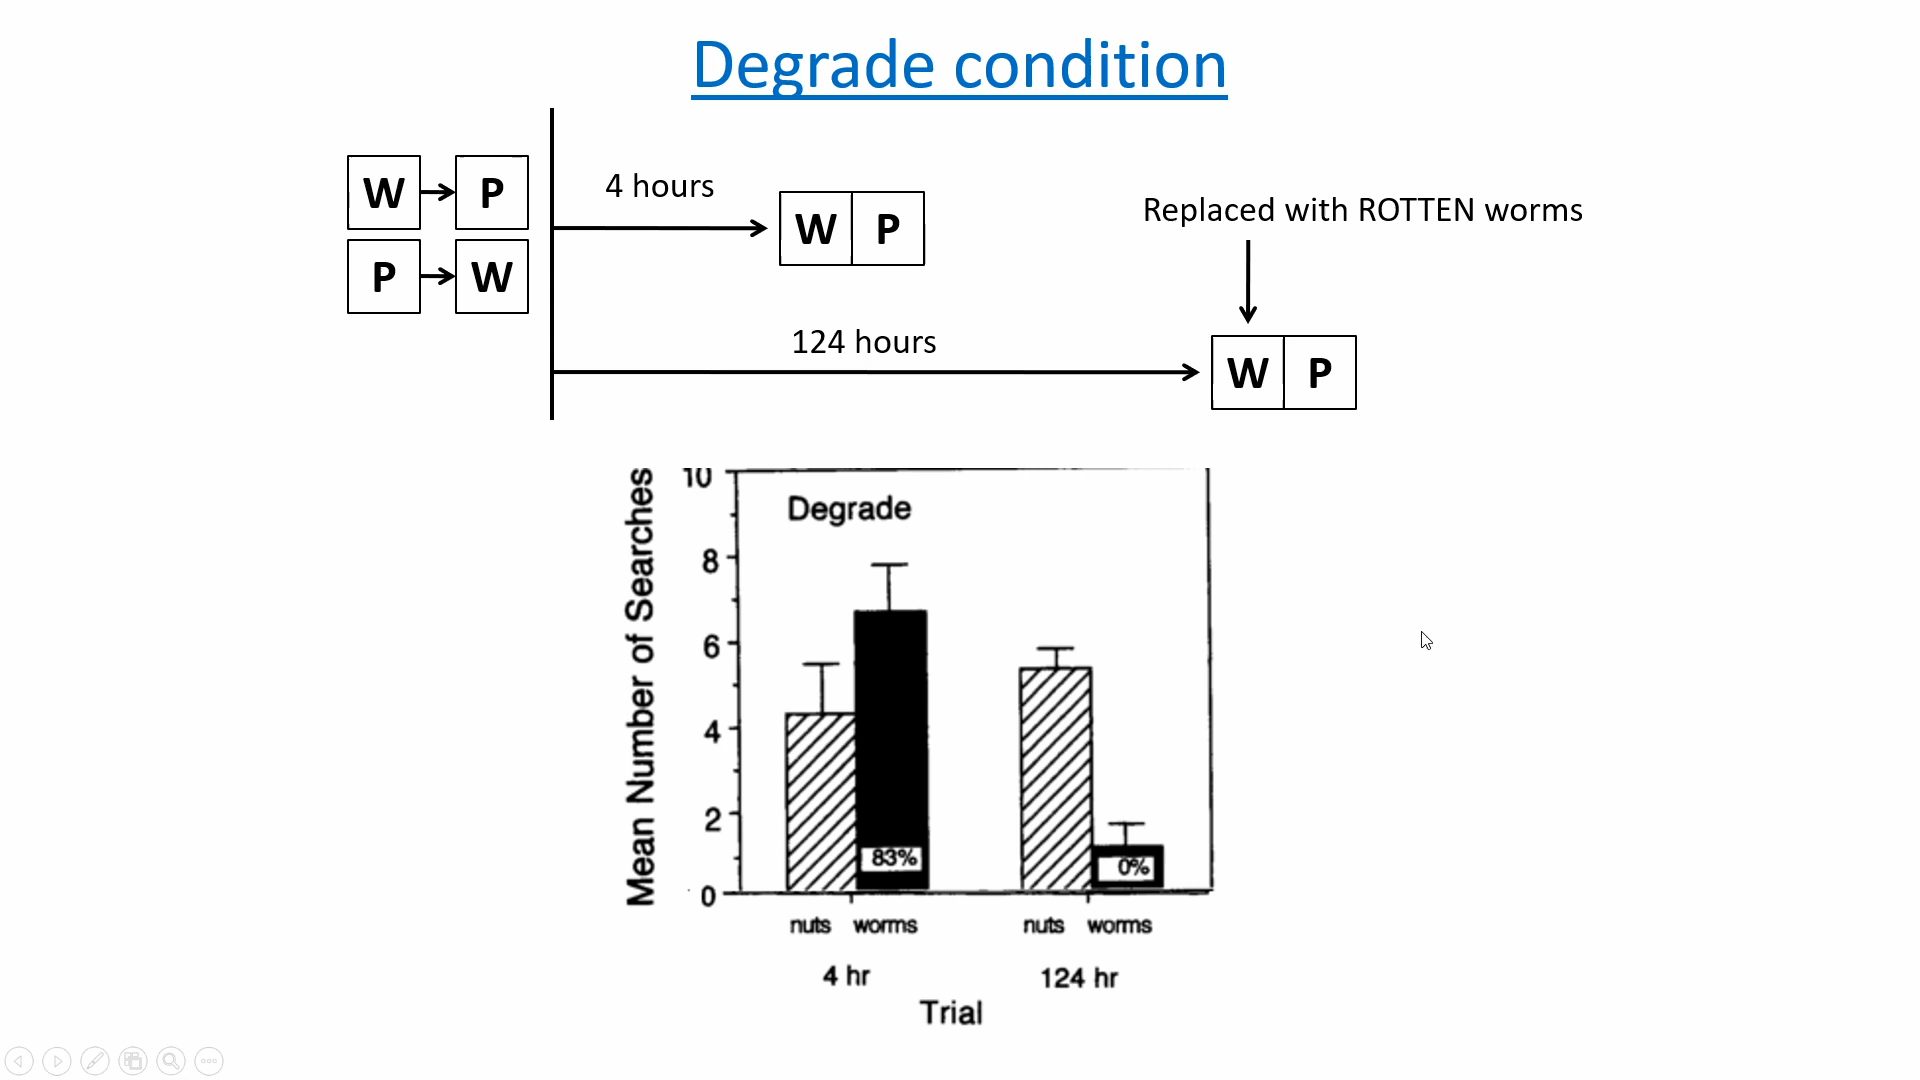 Degrade condition
W P
P W
4 hours
W P
Replaced with ROTTEN worms
124 hours
W P
Mean Number of Searches
10
8
6
4
2
0
Degrade
83%
0%
nuts worms nuts worms
4 hr 124 hr
Trial